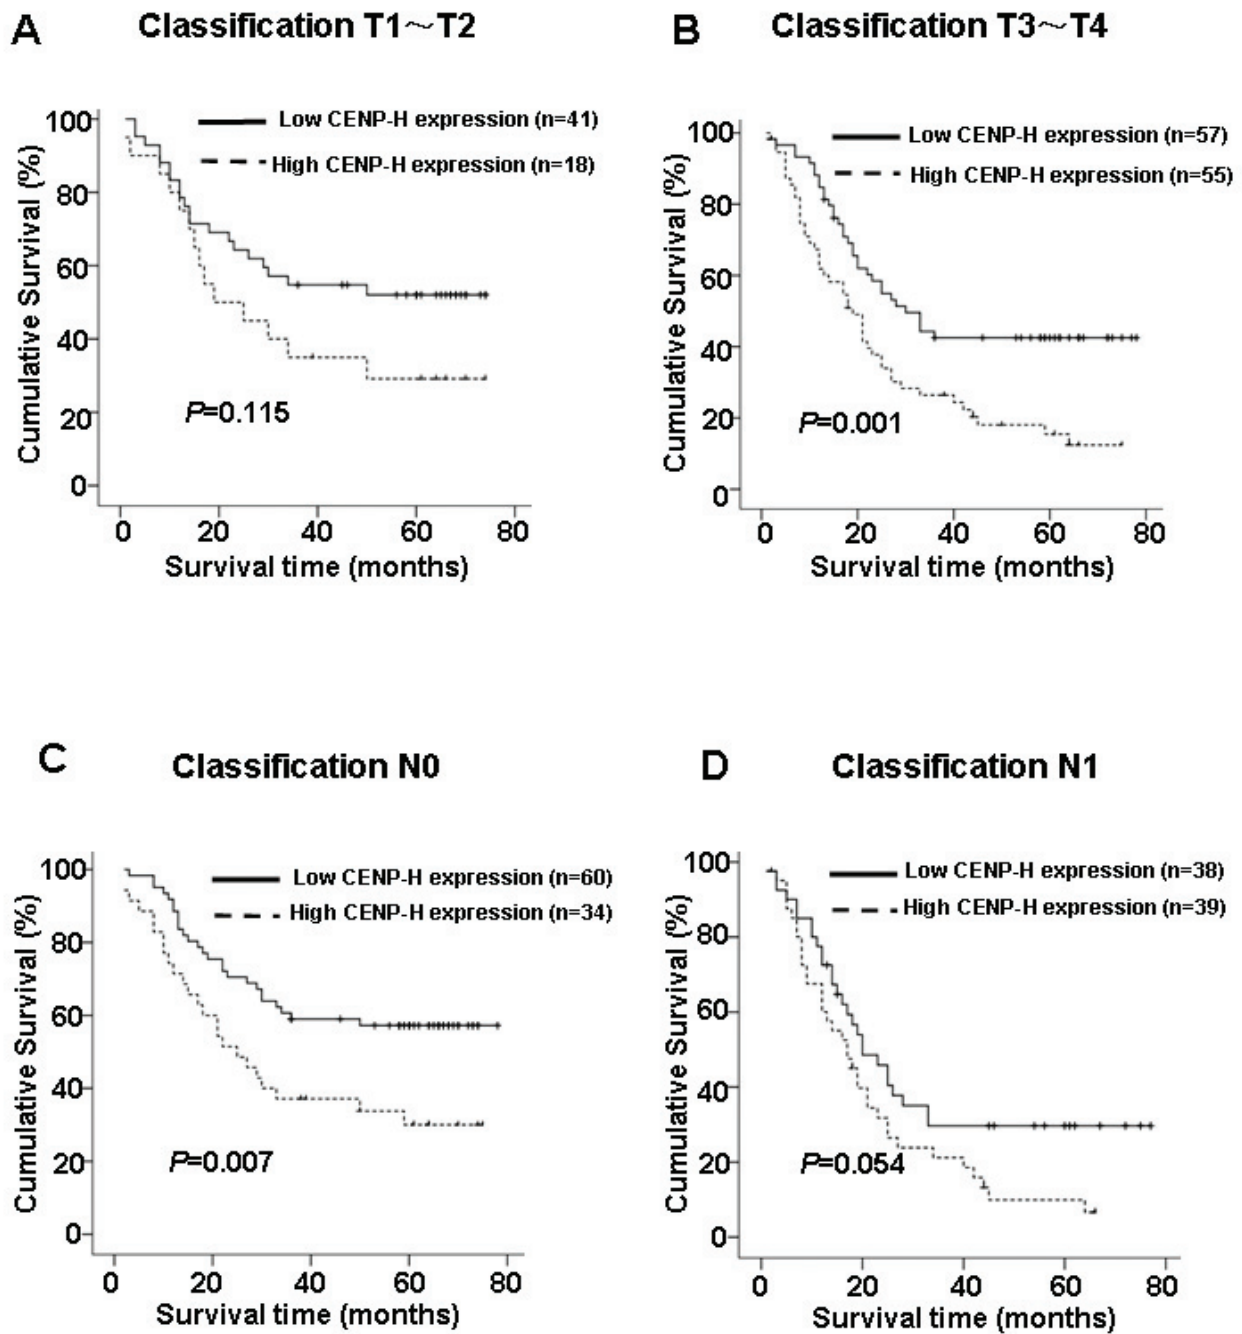 A Classification T1～T2
Cumulative Survival (%)
100
80
60
40
20
0
Low CENP-H expression (n=41)
High CENP-H expression (n=18)
P=0.115
0 20 40 60 80
Survival time (months)
B Classification T3～T4
Cumulative Survival (%)
100
80
60
40
20
0
Low CENP-H expression (n=57)
High CENP-H expression (n=55)
P=0.001
0 20 40 60 80
Survival time (months)
C Classification N0
Cumulative Survival (%)
100
80
60
40
20
0
Low CENP-H expression (n=60)
High CENP-H expression (n=34)
P=0.007
0 20 40 60 80
Survival time (months)
D Classification N1
Cumulative Survival (%)
100
80
60
40
20
0
Low CENP-H expression (n=38)
High CENP-H expression (n=39)
P=0.054
0 20 40 60 80
Survival time (months)